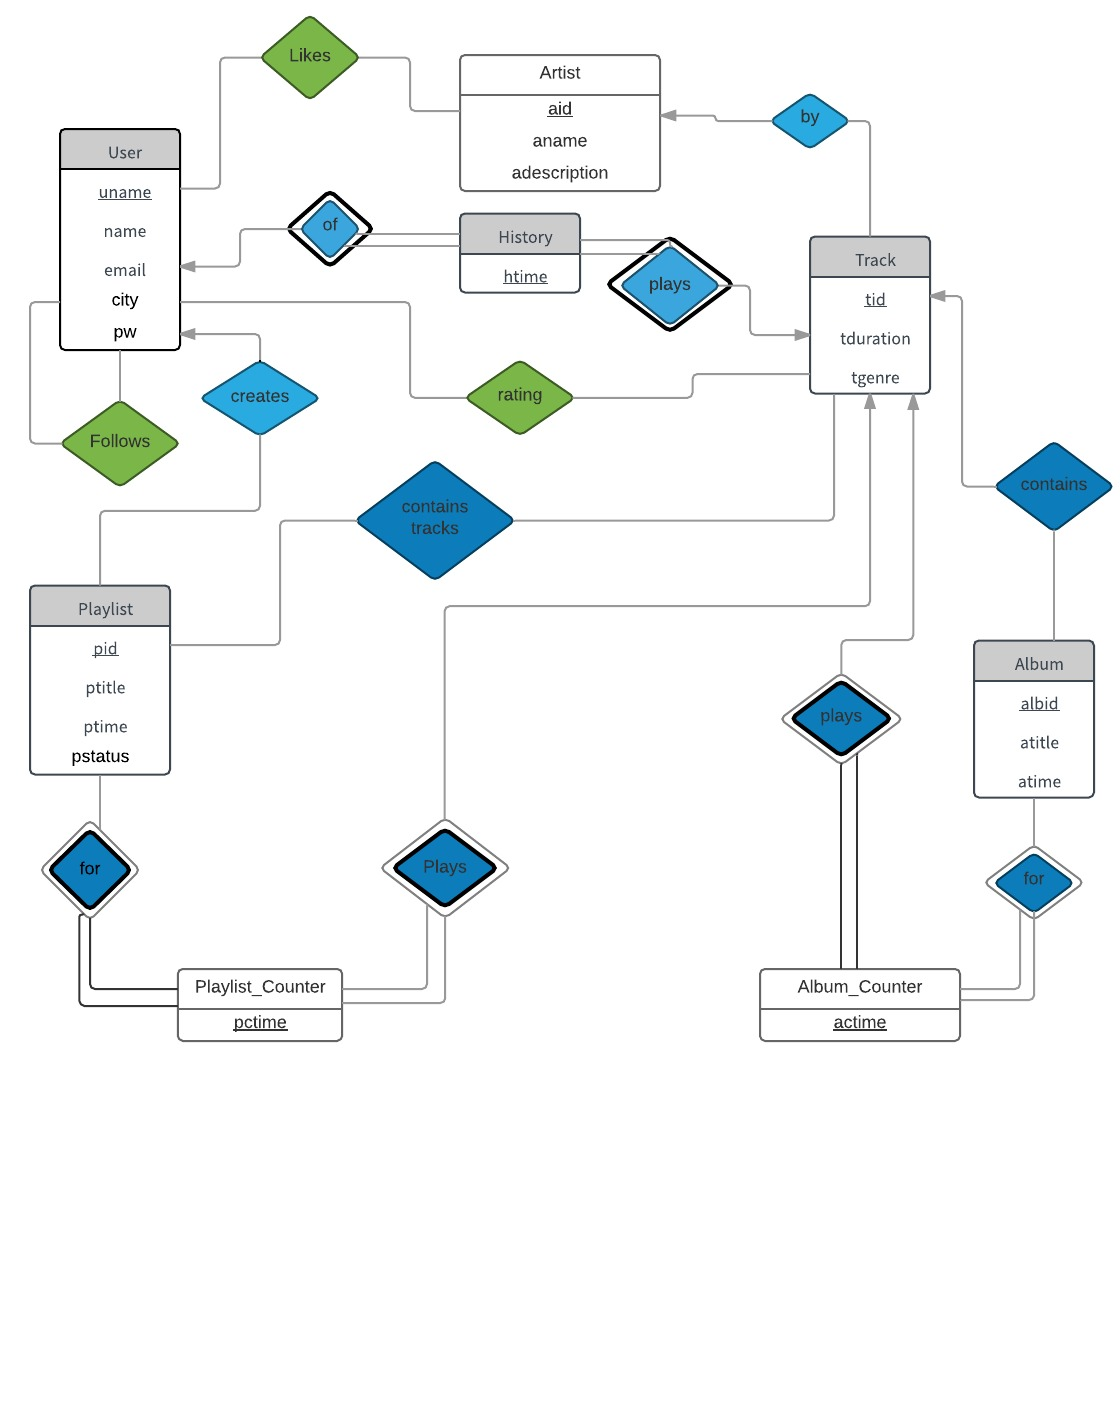 Likes
Artist
aid
aname
adescription
by
User
uname
name
email
city
pw
of
History
htime
plays
Track
tid
tduration
tgenre
creates
rating
Follows
contains
tracks
contains
Playlist
pid
ptitle
ptime
pstatus
plays
Album
albid
atitle
atime
for
Plays
for
Playlist_Counter
pctime
Album_Counter
actime